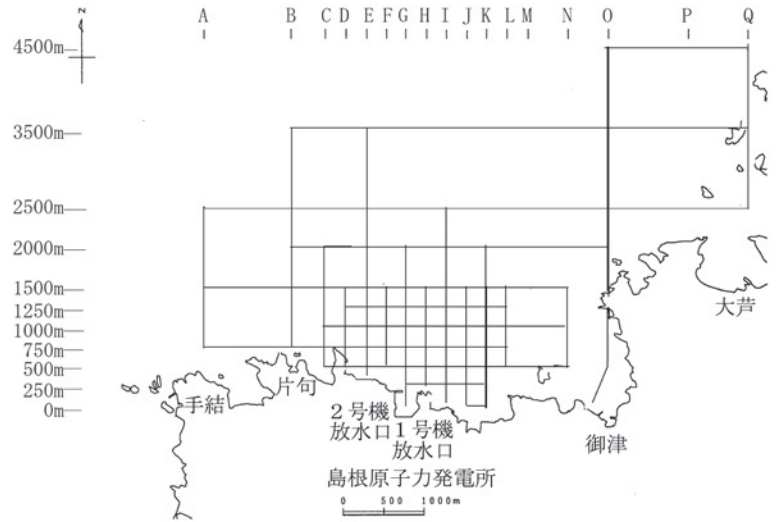 A B C D E F G H I J K L M N O P Q
z
4500m
3500m
2500m
2000m
1500m
1250m
1000m
750m
500m
250m
0m
大芦
手結
片句
2号機
放水口
1号機
放水口
御津
島根原子力発電所
0 500 1000m